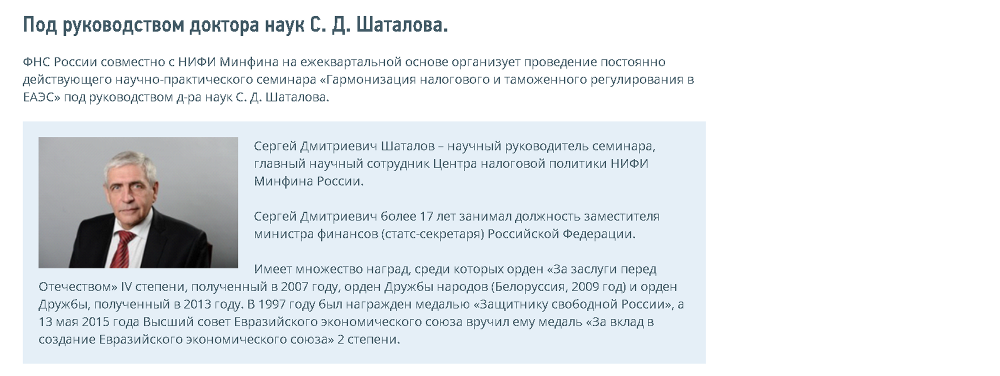 Под руководством доктора наук С. Д. Шаталова.
ФНС России совместно с НИФИ Минфина на ежеквартальной основе организует проведение постоянно
действующего научно-практического семинара «Гармонизация налогового и таможенного регулирования в
ЕАЭС» под руководством д-ра наук С. Д. Шаталова.
Сергей Дмитриевич Шаталов – научный руководитель семинара,
главный научный сотрудник Центра налоговой политики НИФИ
Минфина России.
Сергей Дмитриевич более 17 лет занимал должность заместителя
министра финансов (статс-секретаря) Российской Федерации.
Имеет множество наград, среди которых орден «За заслуги перед
Отечеством» IV степени, полученный в 2007 году, орден Дружбы народов (Белоруссия, 2009 год) и орден
Дружбы, полученный в 2013 году. В 1997 году был награжден медалью «Защитнику свободной России», а
13 мая 2015 года Высший совет Евразийского экономического союза вручил ему медаль «За вклад в
создание Евразийского экономического союза» 2 степени.